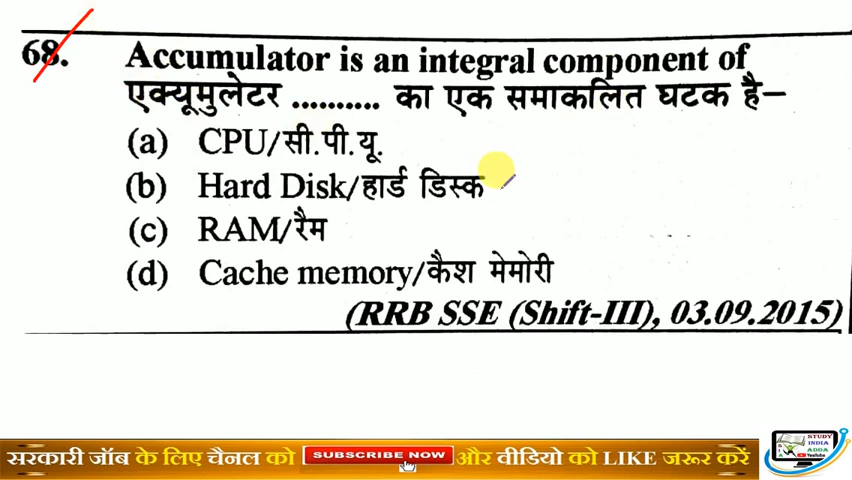 68. Accumulator is an integral component of
एक्यूमुलेटर .......... का एक समाकलित घटक है–
(a) CPU/सी.पी.यू.
(b) Hard Disk/हार्ड डिस्क
(c) RAM/रैम
(d) Cache memory/कैश मेमोरी
(RRB SSE (Shift-III), 03.09.2015)
सरकारी जॉब के लिए चैनल को SUBSCRIBE NOW और वीडियो को LIKE जरूर करें
STUDY
INDIA
ADDA
YouTube